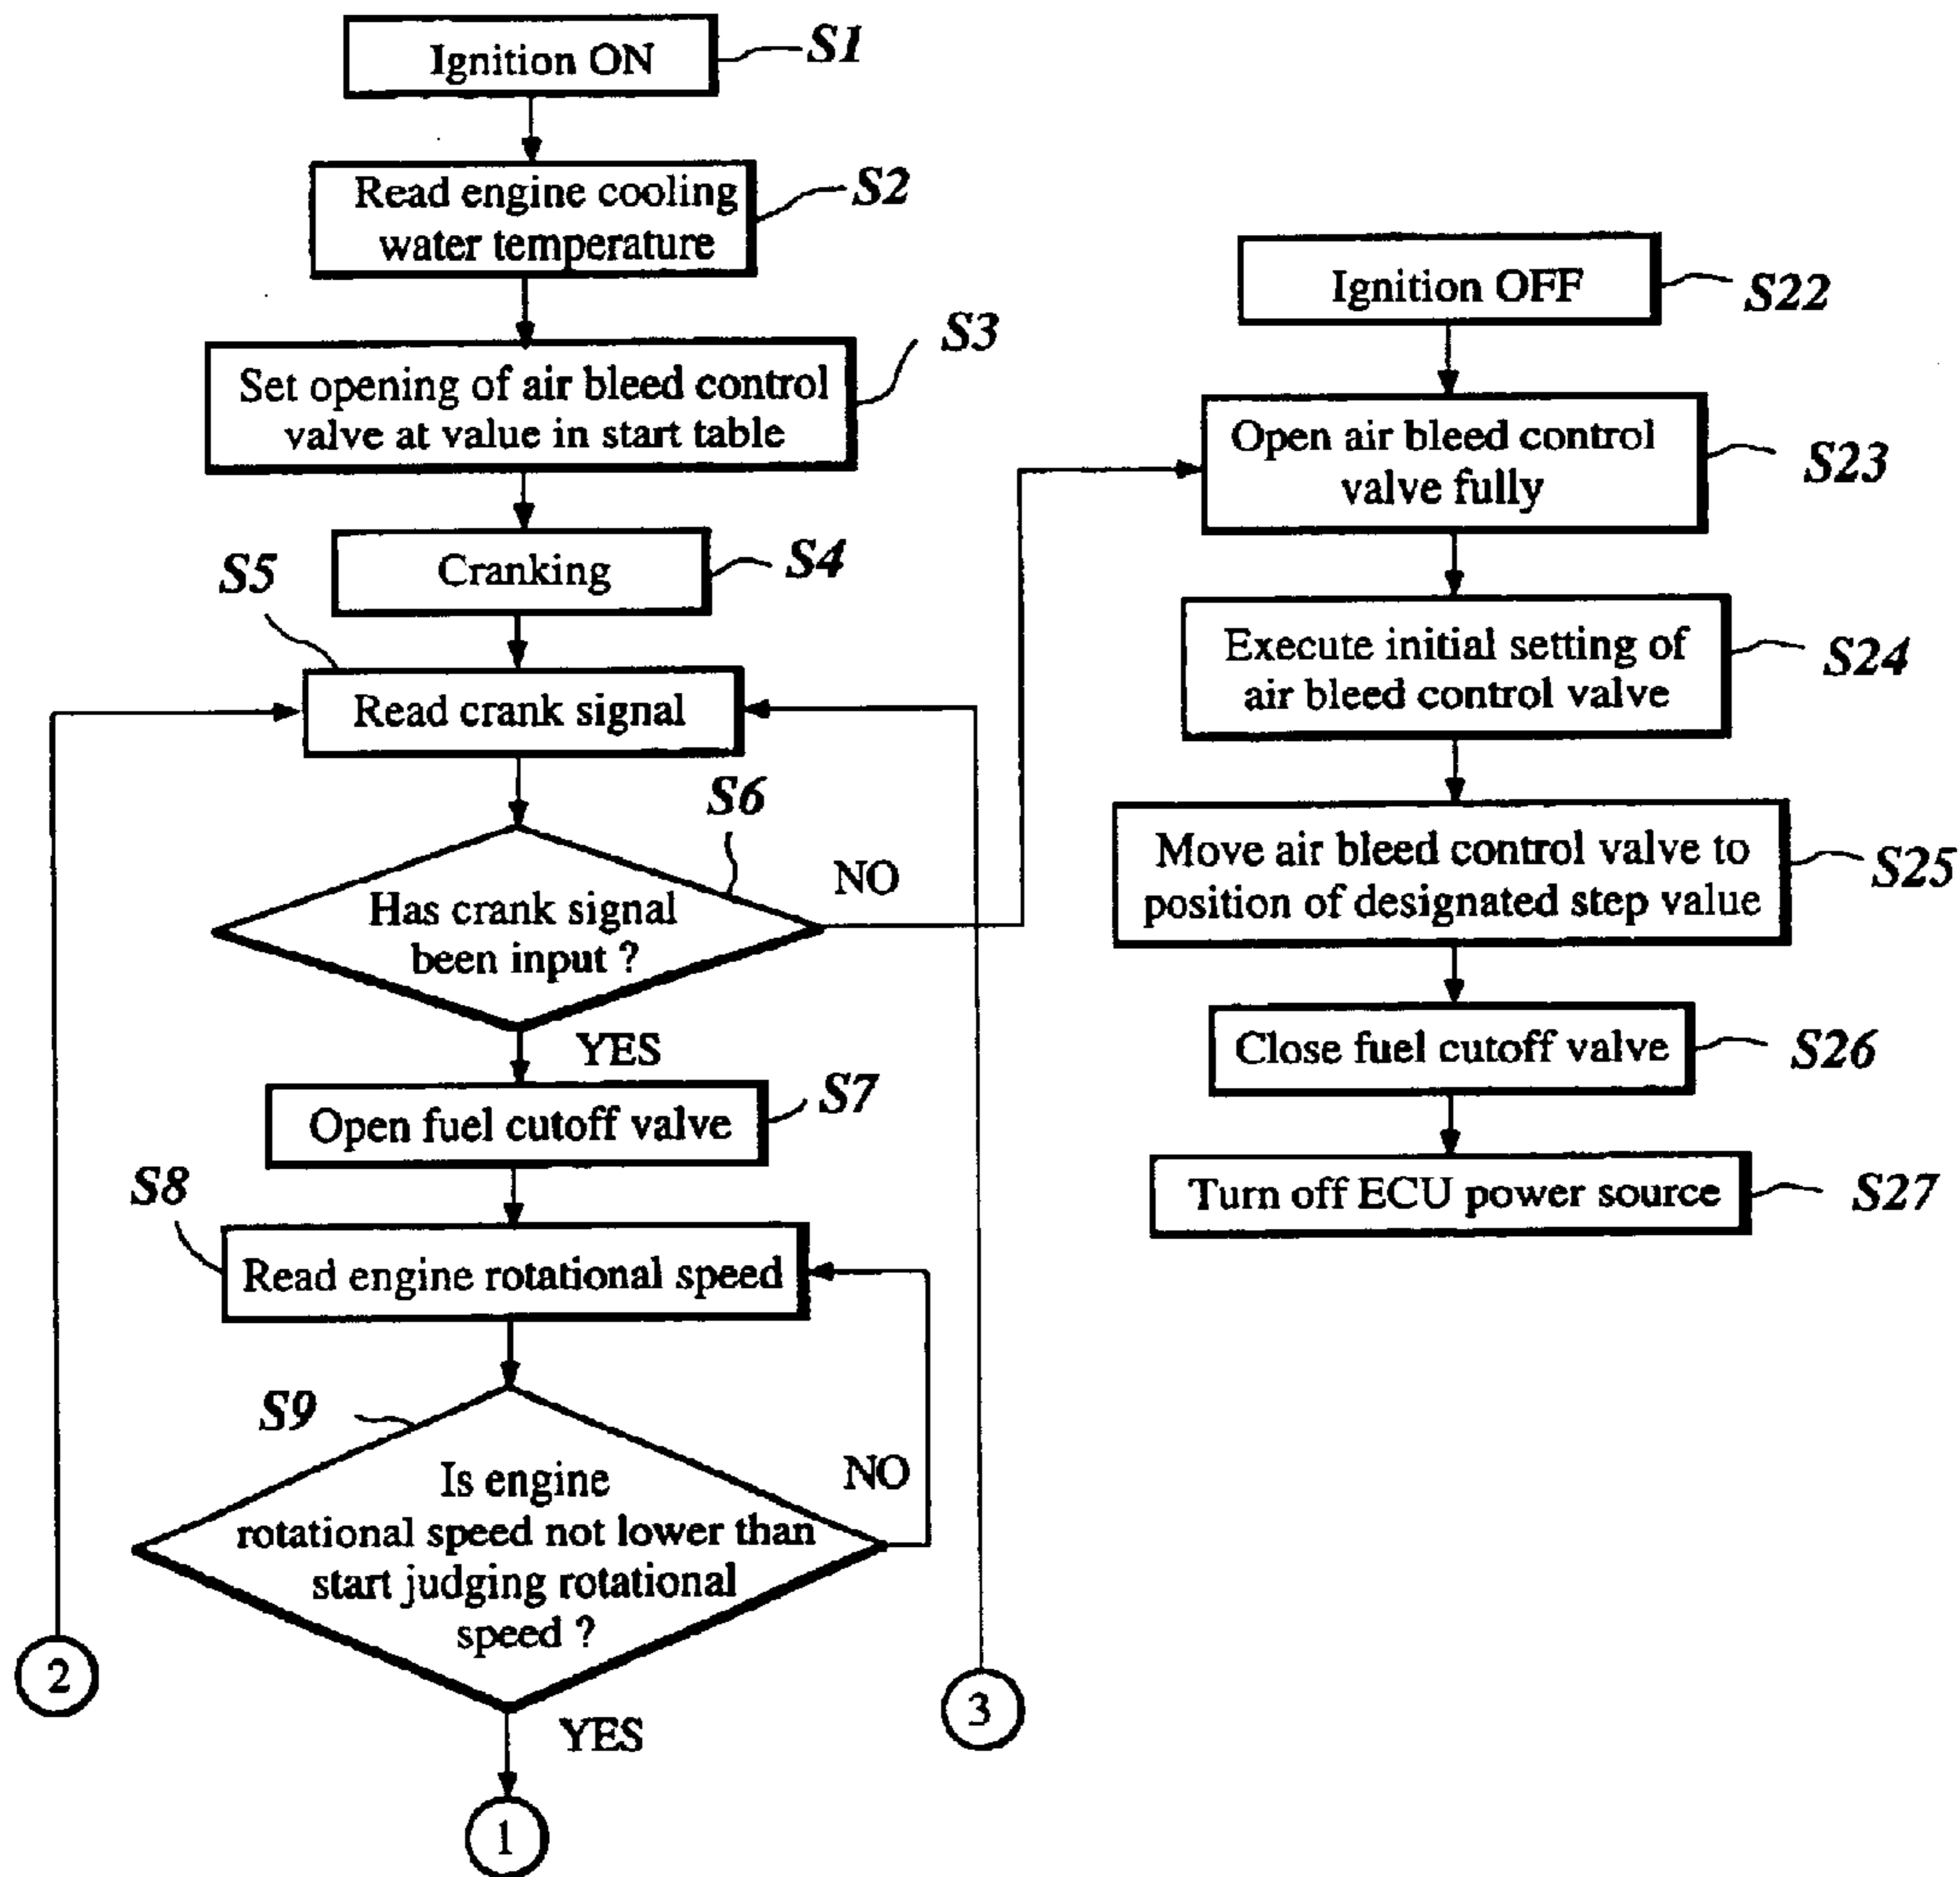 Ignition ON
S1
Read engine cooling
water temperature
S2
Set opening of air bleed control
valve at value in start table
S3
Cranking
S4
S5
Read crank signal
S6
Has crank signal
been input ?
NO
YES
Open fuel cutoff valve
S7
S8
Read engine rotational speed
S9
Is engine
rotational speed not lower than
start judging rotational
speed ?
NO
YES
2
3
1
Ignition OFF
S22
Open air bleed control
valve fully
S23
Execute initial setting of
air bleed control valve
S24
Move air bleed control valve to
position of designated step value
S25
Close fuel cutoff valve
S26
Turn off ECU power source
S27